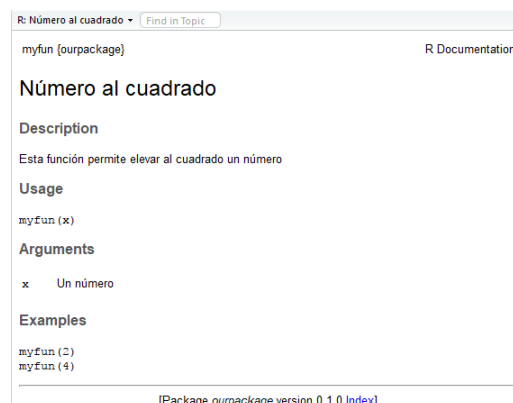 R: Número al cuadrado Find in Topic
myfun {ourpackage} R Documentation
Número al cuadrado
Description
Esta función permite elevar al cuadrado un número
Usage
myfun(x)
Arguments
x Un número
Examples
myfun(2)
myfun(4)
[Package ourpackage version 0.1.0 Index]